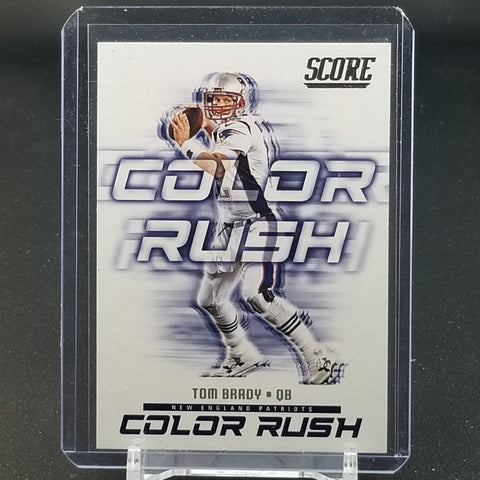 SCORE
COLOR
RUSH
TOM BRADY • QB
NEW ENGLAND PATRIOTS
COLOR RUSH